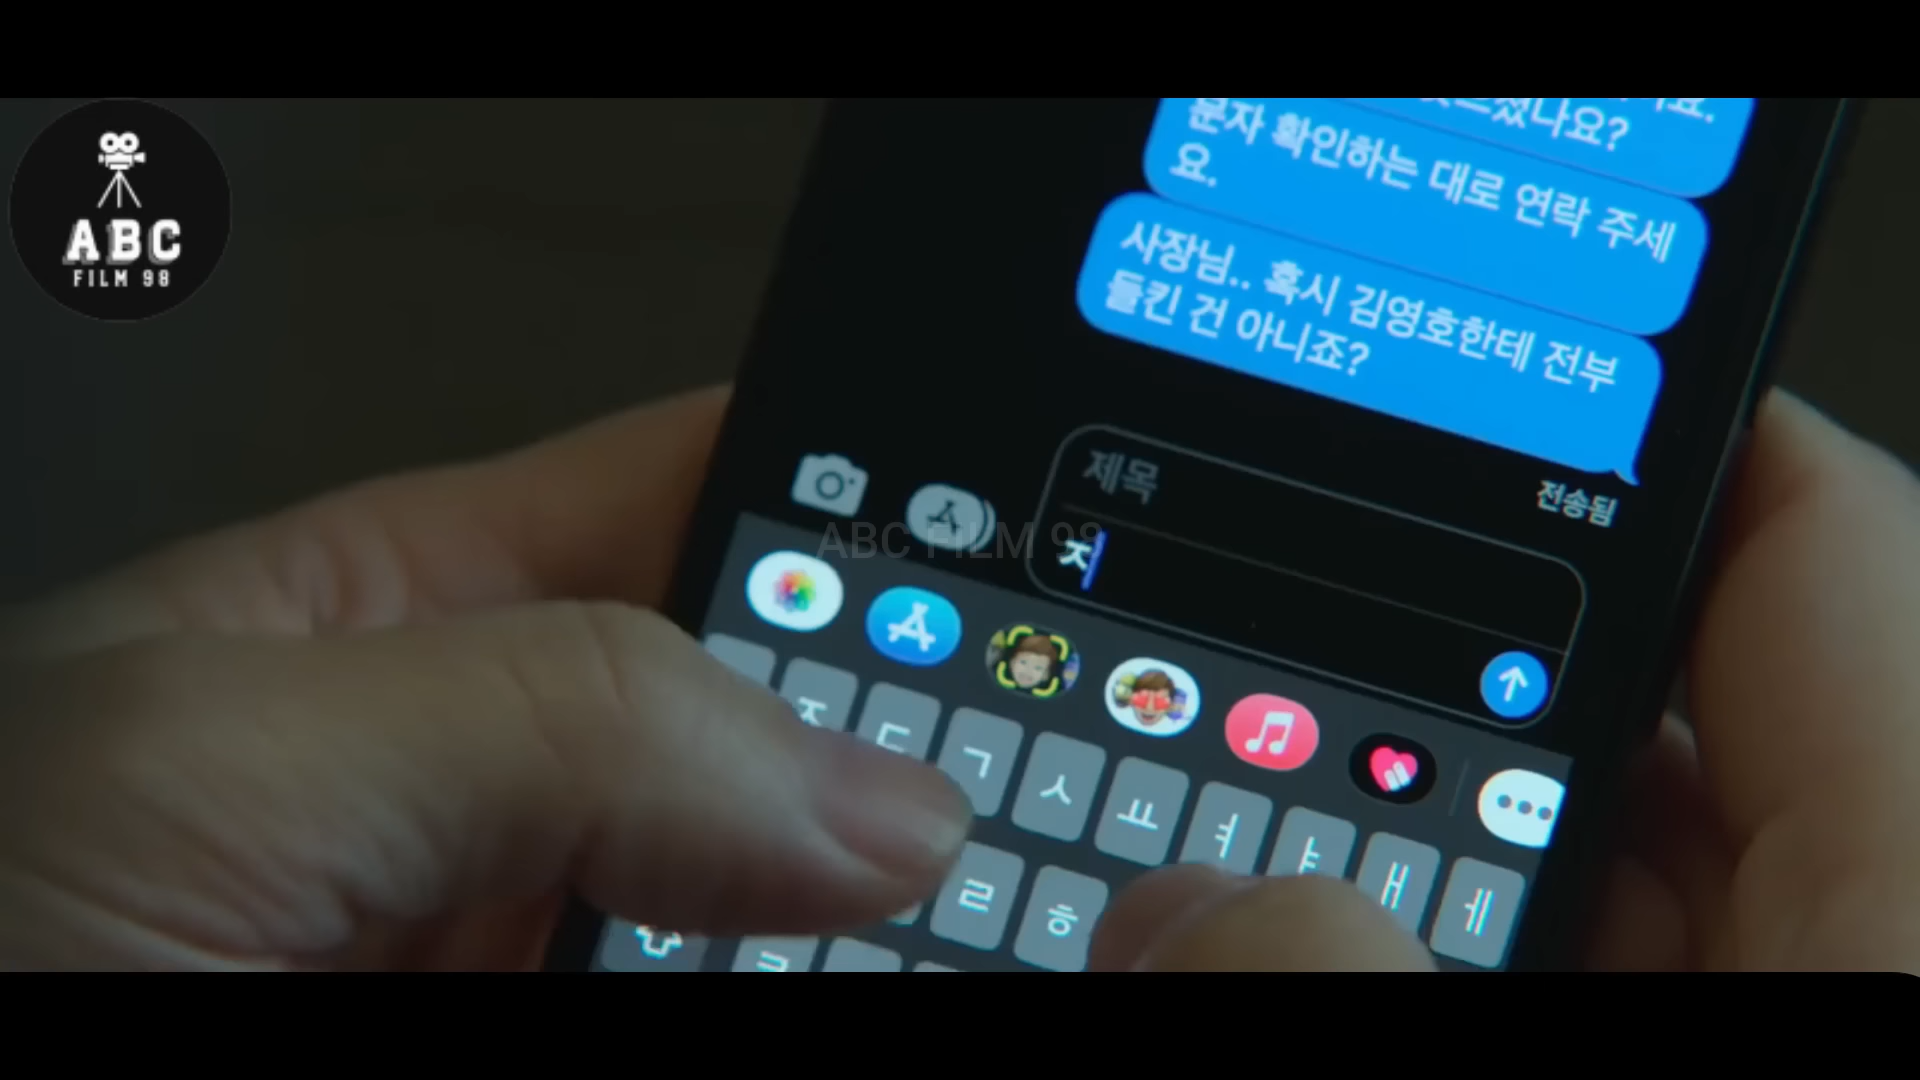 ABC
FILM 98
문자 확인하는 대로 연락 주세
요.
사장님.. 혹시 김영호한테 전부
들킨 건 아니죠?
전송됨
제목
ABC FILM 98
ㅈ
ㅈ ㄷ ㄱ ㅅ ㅛ ㅕ ㅑ ㅐ ㅔ
ㄹ ㅎ
ㅋ